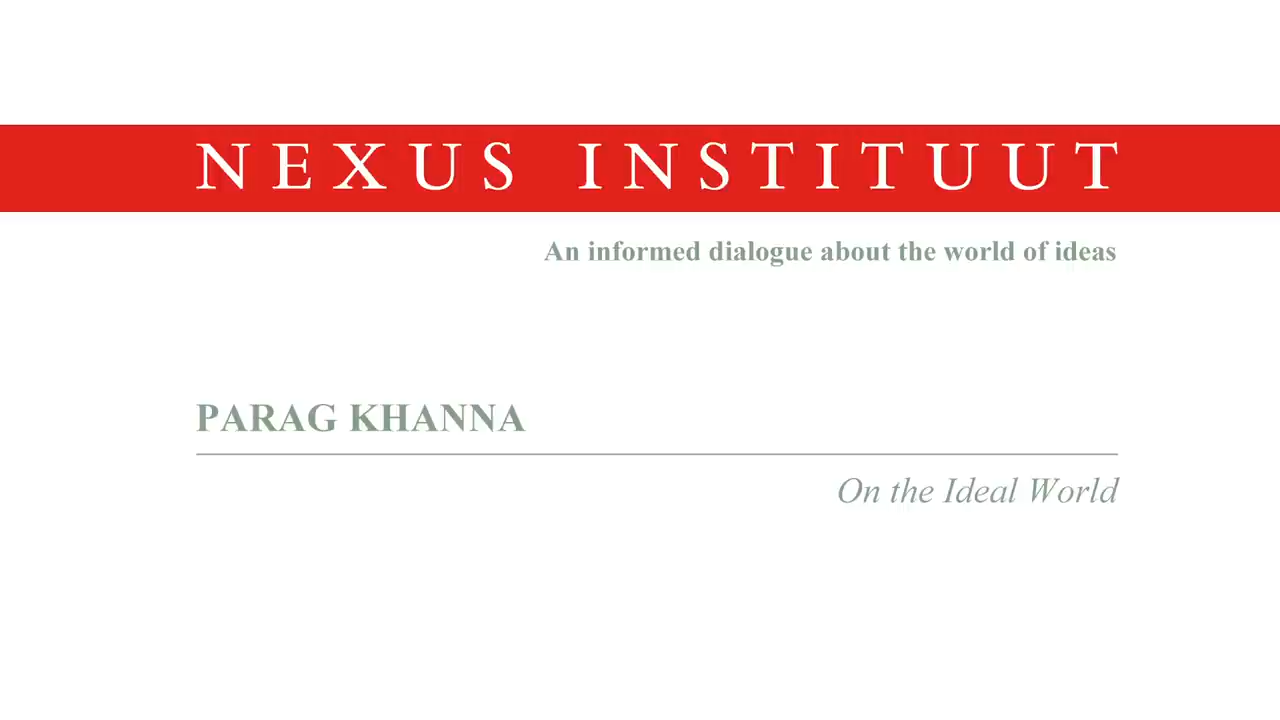 NEXUS INSTITUUT
An informed dialogue about the world of ideas
PARAG KHANNA
On the Ideal World